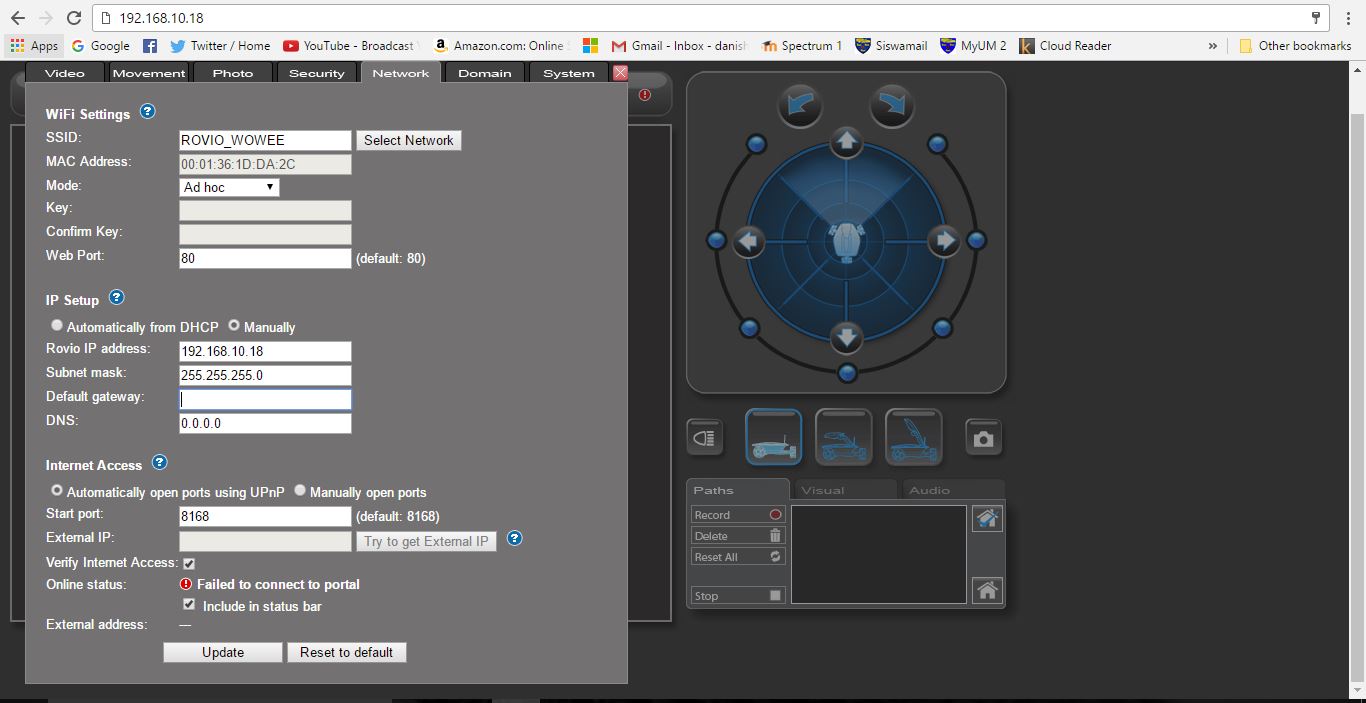 192.168.10.18
Apps Google Twitter / Home YouTube - Broadcast Amazon.com: Online Gmail - Inbox - danish Spectrum 1 Siswamail MyUM 2 Cloud Reader » Other bookmarks
Video Movement Photo Security Network Domain System
WiFi Settings ?
SSID: ROVIO_WOWEE Select Network
MAC Address: 00:01:36:1D:DA:2C
Mode: Ad hoc
Key:
Confirm Key:
Web Port: 80 (default: 80)
IP Setup ?
Automatically from DHCP Manually
Rovio IP address: 192.168.10.18
Subnet mask: 255.255.255.0
Default gateway:
DNS: 0.0.0.0
Internet Access ?
Automatically open ports using UPnP Manually open ports
Start port: 8168 (default: 8168)
External IP: Try to get External IP ?
Verify Internet Access:
Online status: Failed to connect to portal
Include in status bar
External address: —
Update Reset to default
Paths Visual Audio
Record
Delete
Reset All
Stop